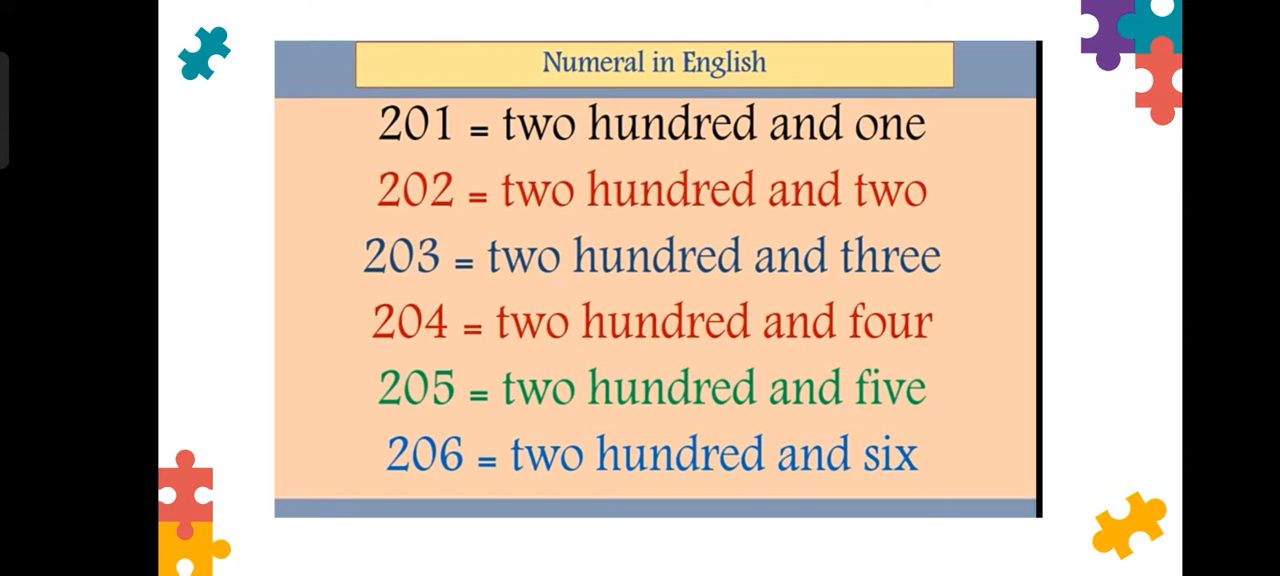 Numeral in English
201 = two hundred and one
202 = two hundred and two
203 = two hundred and three
204 = two hundred and four
205 = two hundred and five
206 = two hundred and six